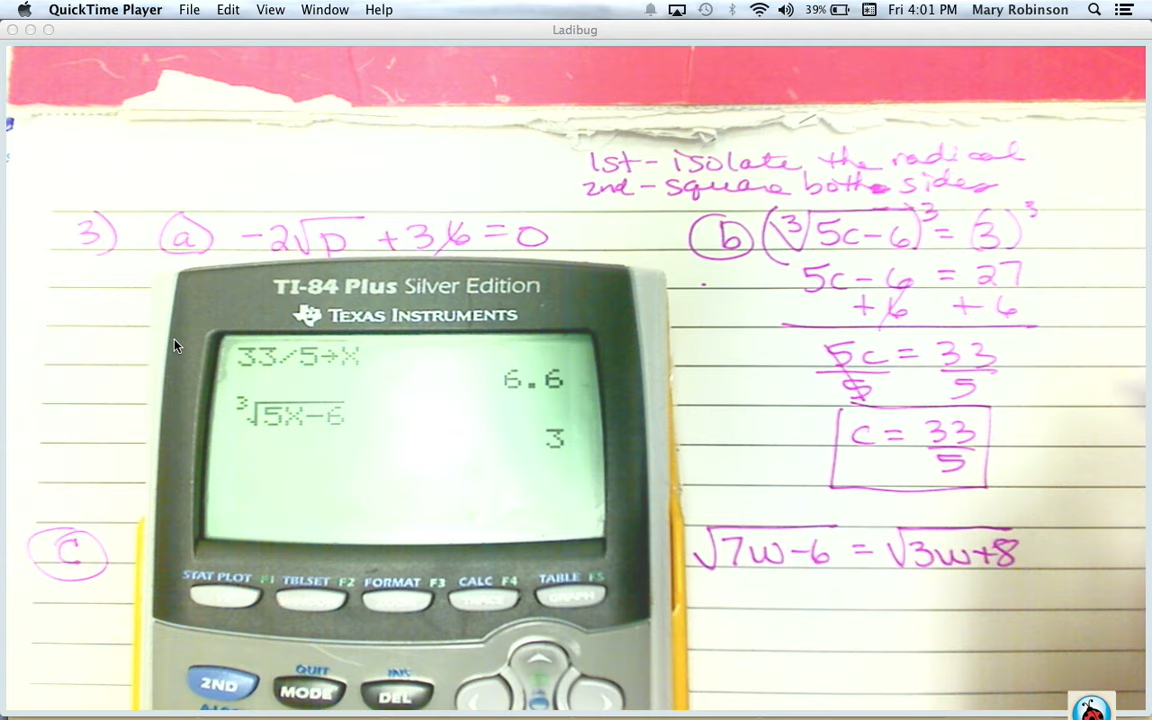 QuickTime Player File Edit View Window Help 39% Fri 4:01 PM Mary Robinson
Ladibug
1st - isolate the radical
2nd - square both sides
3) (a) -2√p + 36 = 0
(b) (∛5c-6)³ = (3)³
5c - 6 = 27
+6 +6
5c = 33
5 5
c = 33
5
TI-84 Plus Silver Edition
TEXAS INSTRUMENTS
33/5→X
6.6
³√5X-6
3
(c) √7w-6 = √3w+8
STAT PLOT F1 TBLSET F2 FORMAT F3 CALC F4 TABLE F5
GRAPH
QUIT INS
2ND MODE DEL